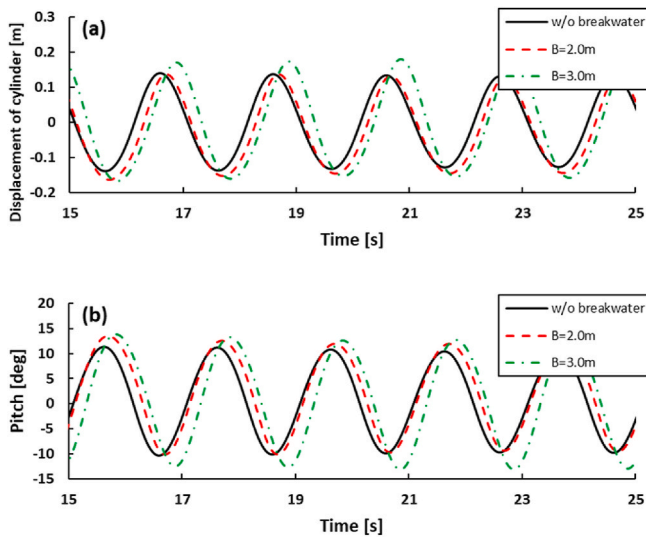 (a)
Displacement of cylinder [m]
0.3
0.2
0.1
0
-0.1
-0.2
15
17
19
21
23
25
Time [s]
w/o breakwater
B=2.0m
B=3.0m
(b)
Pitch [deg]
20
15
10
5
0
-5
-10
-15
15
17
19
21
23
25
Time [s]
w/o breakwater
B=2.0m
B=3.0m